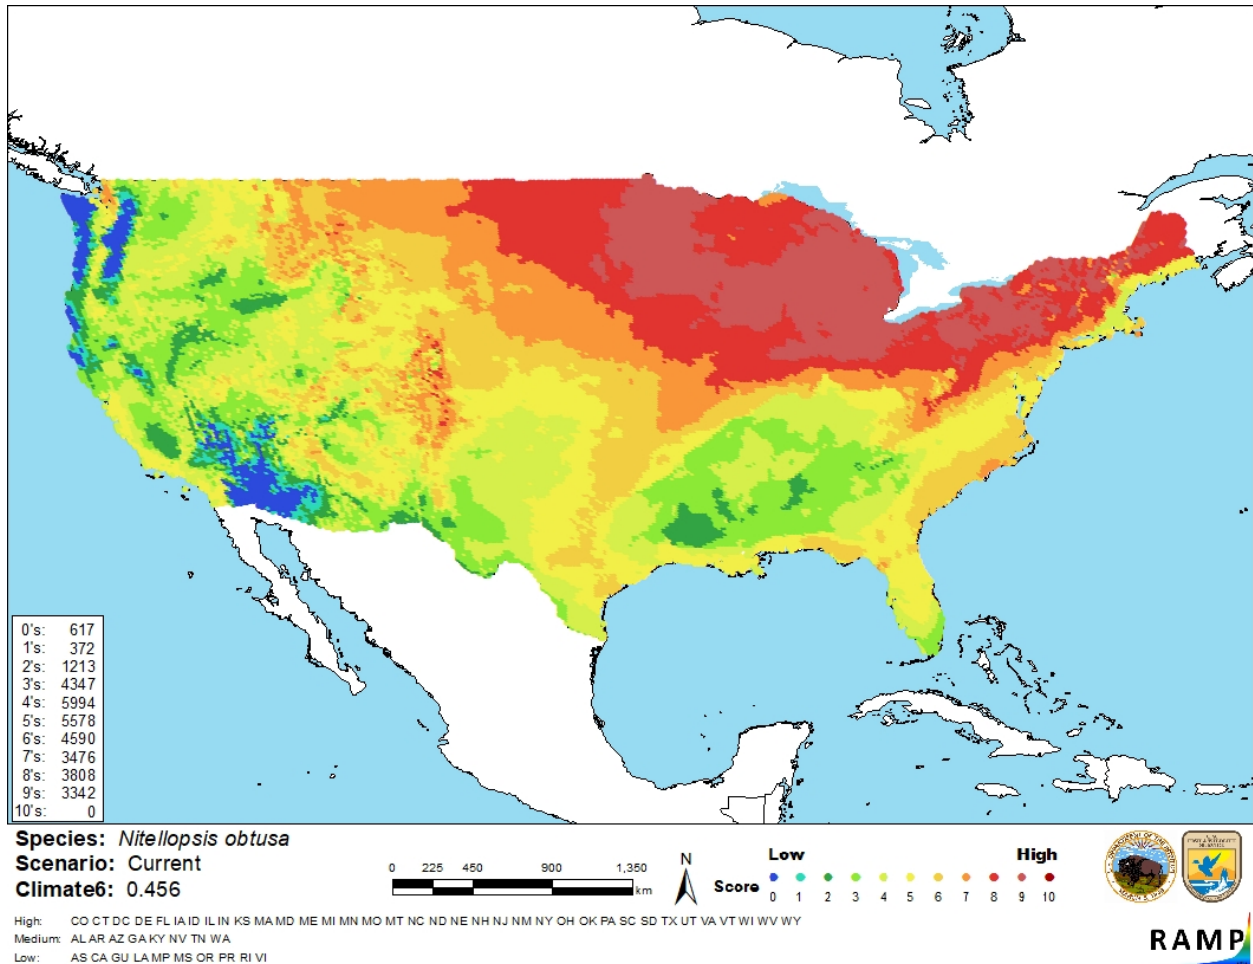 0's: 617
1's: 372
2's: 1213
3's: 4347
4's: 5994
5's: 5578
6's: 4590
7's: 3476
8's: 3808
9's: 3342
10's: 0
Species: Nitellopsis obtusa
Scenario: Current
Climate6: 0.456
0 225 450 900 1,350
km
N
Low High
Score
0 1 2 3 4 5 6 7 8 9 10
High: CO CT DC DE FL IA ID IL IN KS MA MD ME MI MN MO MT NC ND NE NH NJ NM NY OH OK PA SC SD TX UT VA VT WI WV WY
Medium: AL AR AZ GA KY NV TN WA
Low: AS CA GU LA MP MS OR PR RI VI
RAMP